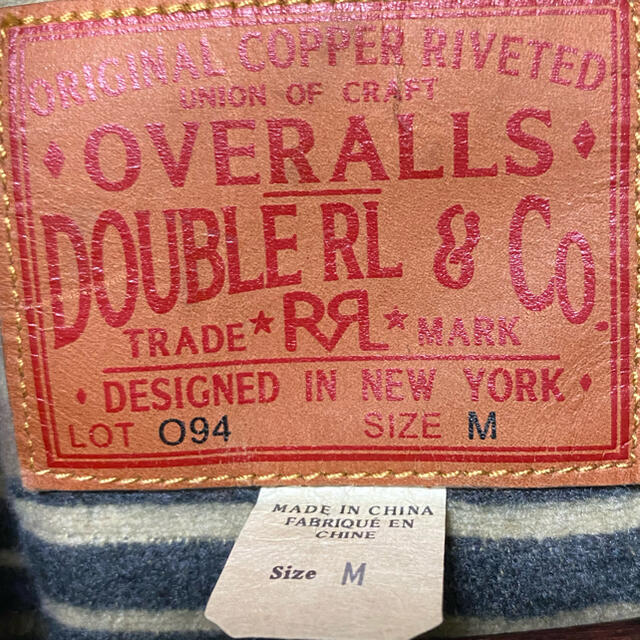 ORIGINAL COPPER RIVETED
UNION OF CRAFT
OVERALLS
DOUBLE RL & CO.
TRADE ★ RRL ★ MARK
DESIGNED IN NEW YORK
LOT 094 SIZE M
MADE IN CHINA
FABRIQUÉ EN
CHINE
Size M